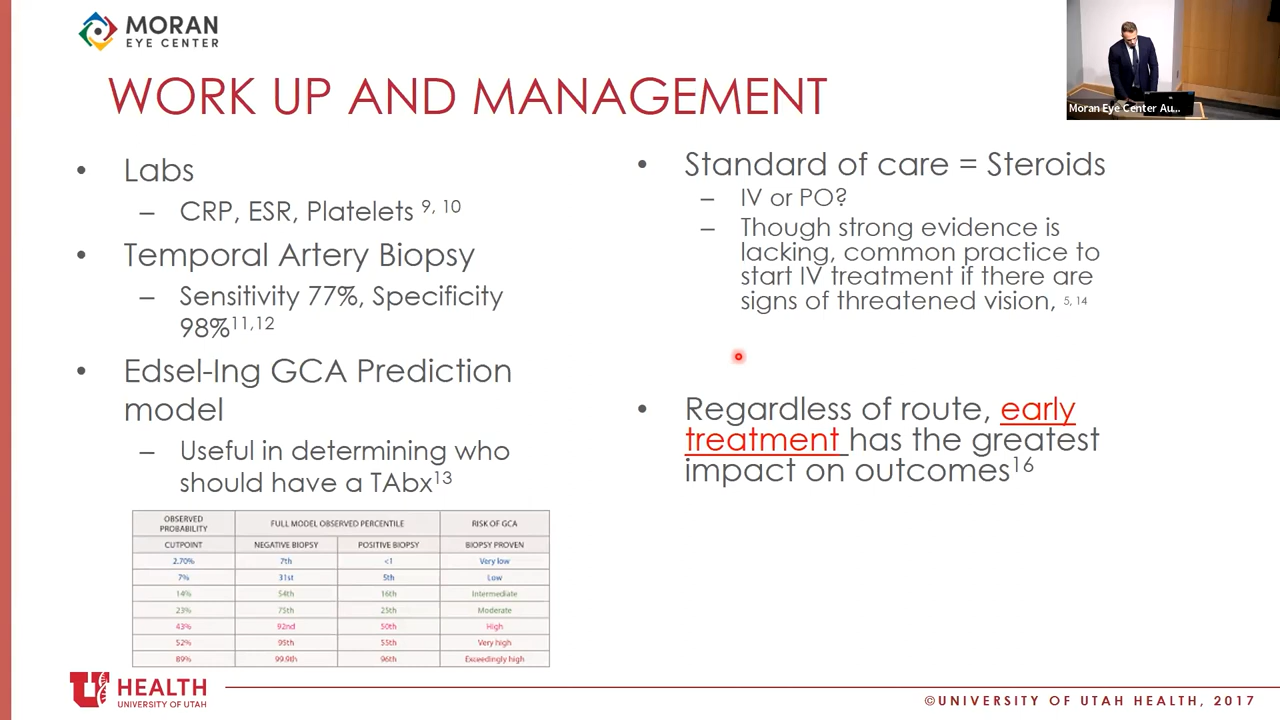 MORAN
EYE CENTER
Moran Eye Center Au...
WORK UP AND MANAGEMENT
• Labs
– CRP, ESR, Platelets 9, 10
• Temporal Artery Biopsy
– Sensitivity 77%, Specificity
98%11,12
• Edsel-Ing GCA Prediction
model
– Useful in determining who
should have a TAbx13
OBSERVED PROBABILITY FULL MODEL OBSERVED PERCENTILE RISK OF GCA
CUTPOINT NEGATIVE BIOPSY POSITIVE BIOPSY BIOPSY PROVEN
2.70% 7th <1 Very low
7% 31st 5th Low
14% 54th 16th Intermediate
23% 75th 25th Moderate
43% 92nd 50th High
52% 95th 55th Very high
89% 99.9th 96th Exceedingly high
• Standard of care = Steroids
– IV or PO?
– Though strong evidence is
lacking, common practice to
start IV treatment if there are
signs of threatened vision, 5, 14
• Regardless of route, early
treatment has the greatest
impact on outcomes16
U HEALTH
UNIVERSITY OF UTAH
©UNIVERSITY OF UTAH HEALTH, 2017